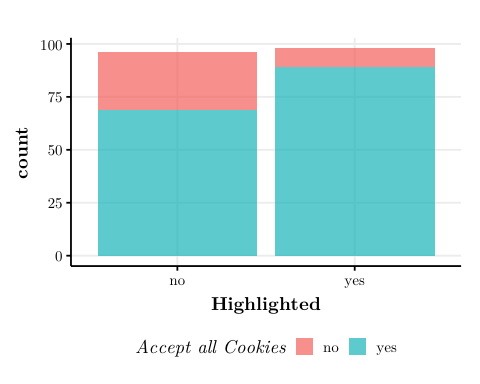 100
75
50
25
0
count
no yes
Highlighted
Accept all Cookies no yes